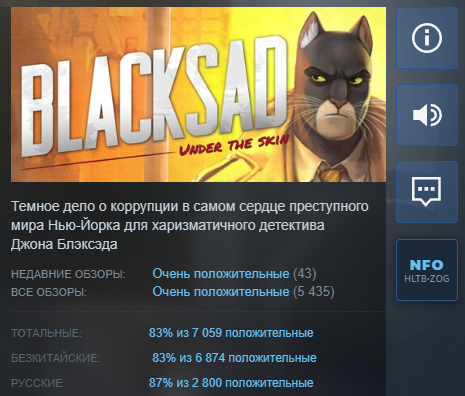 BLACKSAD
UNDER THE SKIN
Темное дело о коррупции в самом сердце преступного
мира Нью-Йорка для харизматичного детектива
Джона Блэксэда
НЕДАВНИЕ ОБЗОРЫ: Очень положительные (43)
ВСЕ ОБЗОРЫ: Очень положительные (5 435)
ТОТАЛЬНЫЕ: 83% из 7 059 положительные
БЕЗКИТАЙСКИЕ: 83% из 6 874 положительные
РУССКИЕ: 87% из 2 800 положительные
NFO
HLTB•ZOG